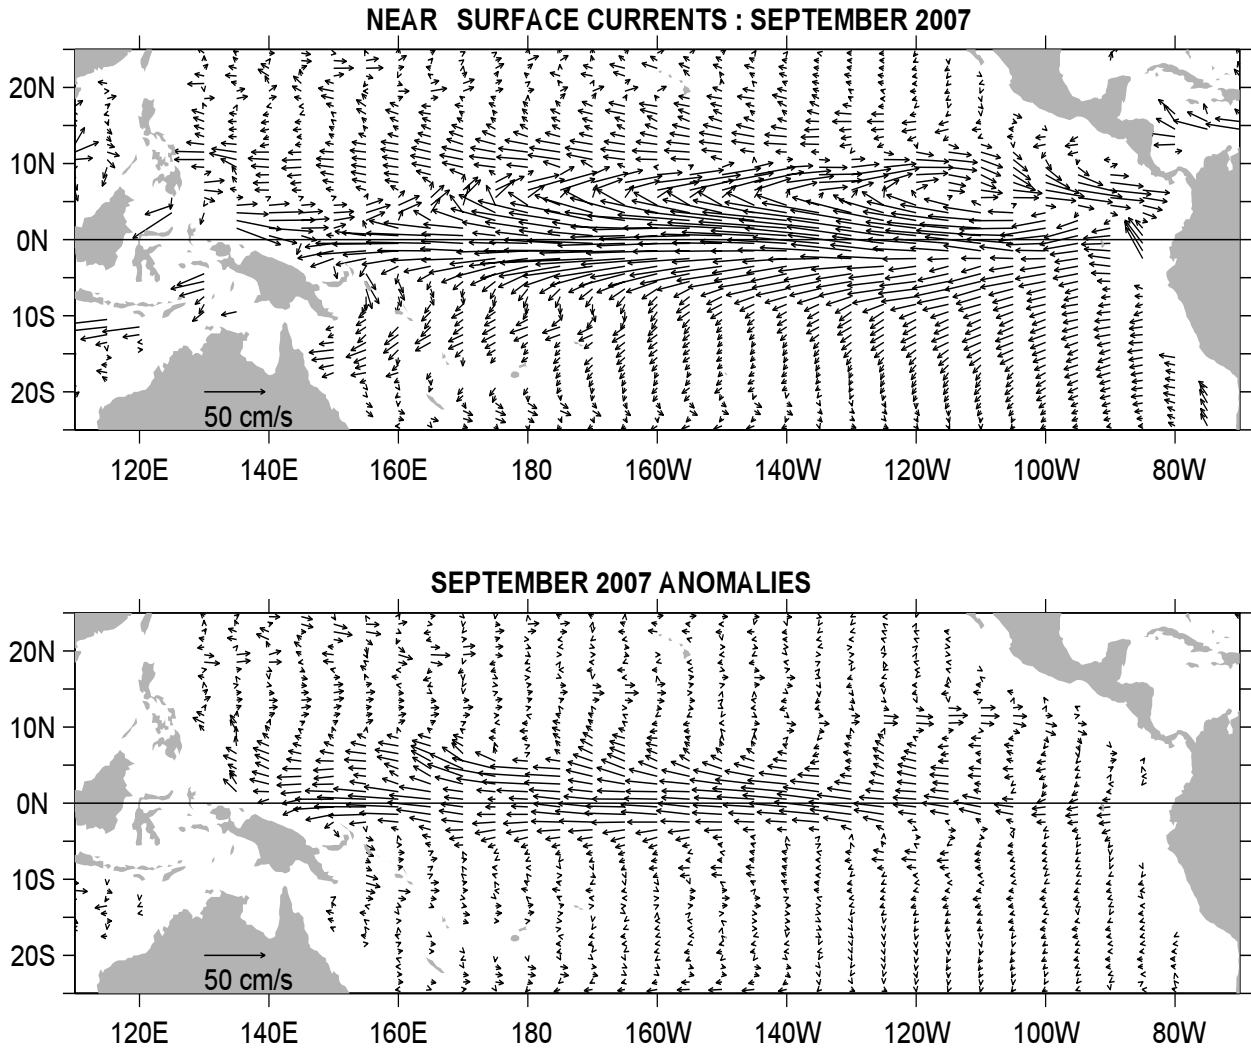 NEAR SURFACE CURRENTS : SEPTEMBER 2007
20N
10N
0N
10S
20S
50 cm/s
120E 140E 160E 180 160W 140W 120W 100W 80W
SEPTEMBER 2007 ANOMALIES
20N
10N
0N
10S
20S
50 cm/s
120E 140E 160E 180 160W 140W 120W 100W 80W